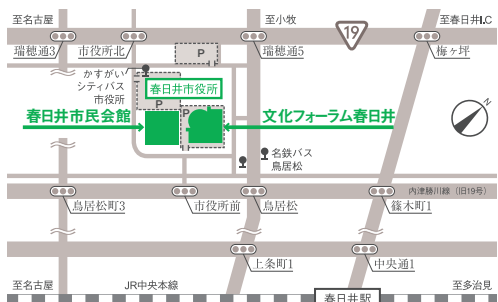 至名古屋
至小牧
至春日井I.C
19
瑞穂通3
市役所北
瑞穂通5
梅ヶ坪
P
かすがい
シティバス
市役所
春日井市役所
P
P
春日井市民会館
文化フォーラム春日井
名鉄バス
鳥居松
内津勝川線（旧19号）
鳥居松町3
市役所前
鳥居松
篠木町1
上条町1
中央通1
至名古屋
JR中央本線
春日井駅
至多治見